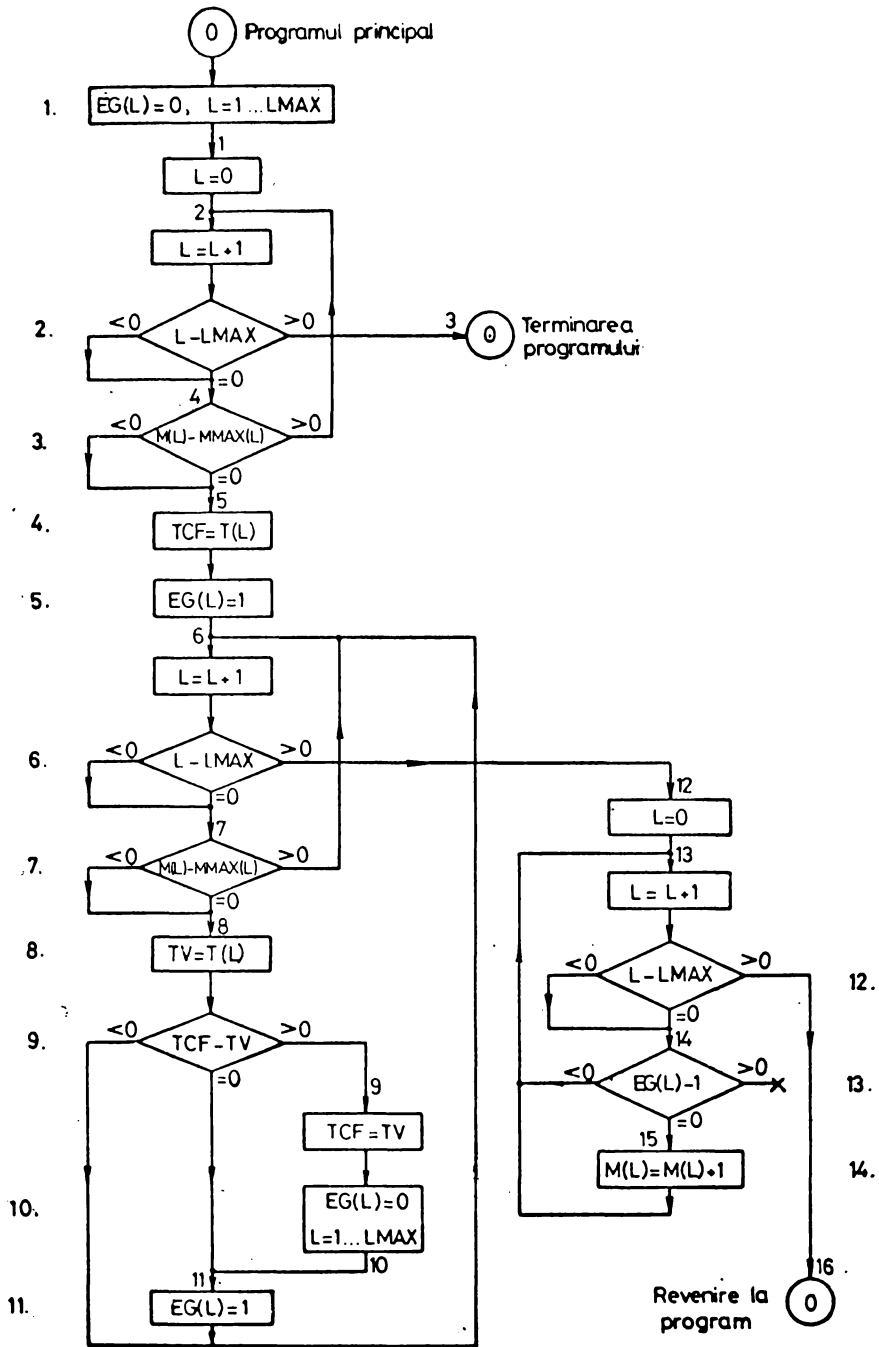 0 Programul principal
1. EG(L)=0, L=1...LMAX
1
L=0
2
L=L+1
2. <0 L-LMAX >0 3 0 Terminarea
programului
=0
4
3. <0 M(L)-MMAX(L) >0
=0
5
4. TCF=T(L)
5. EG(L)=1
6
L=L+1
6. <0 L-LMAX >0
=0
7
7. <0 M(L)-MMAX(L) >0
=0
8
8. TV=T(L)
9. <0 TCF-TV >0
=0
9
TCF=TV
10. EG(L)=0
L=1...LMAX
10
11
11. EG(L)=1
12
L=0
13
L=L+1
<0 L-LMAX >0 12.
=0
14
<0 EG(L)-1 >0 13.
=0
15
M(L)=M(L)+1 14.
16
Revenire la
program 0